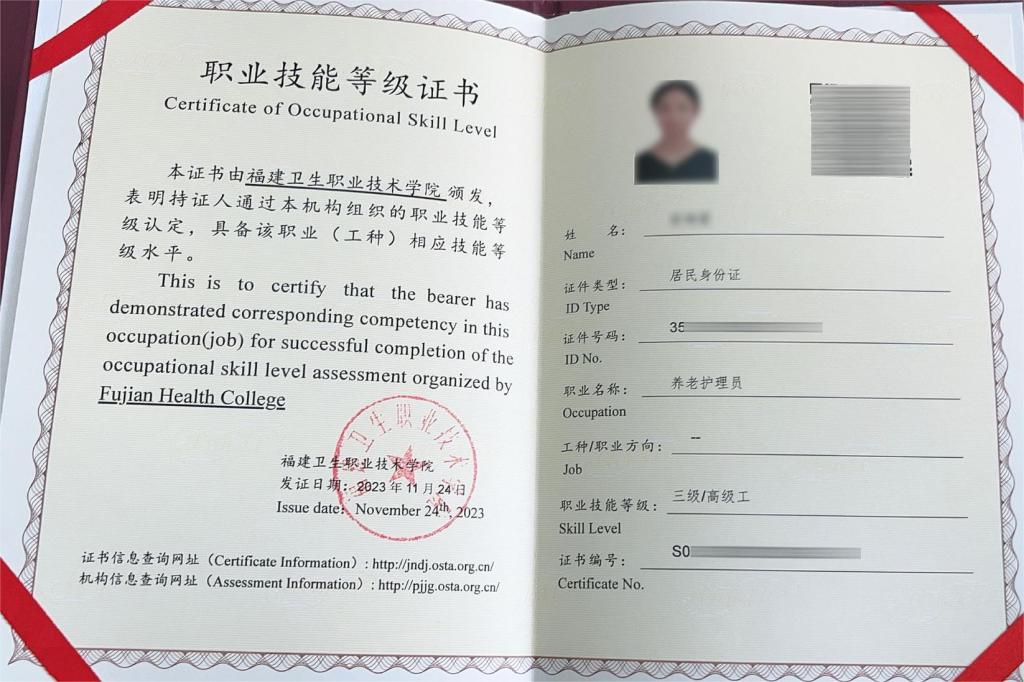 职业技能等级证书
Certificate of Occupational Skill Level
本证书由福建卫生职业技术学院颁发，
表明持证人通过本机构组织的职业技能等
级认定，具备该职业（工种）相应技能等
级水平。
This is to certify that the bearer has
demonstrated corresponding competency in this
occupation(job) for successful completion of the
occupational skill level assessment organized by
Fujian Health College
福建卫生职业技术学院
发证日期：2023年11月24日
Issue date： November 24th, 2023
证书信息查询网址（Certificate Information）: http://jndj.osta.org.cn/
机构信息查询网址（Assessment Information）: http://pjjg.osta.org.cn/
姓 名：
Name
证件类型： 居民身份证
ID Type
证件号码： 35
ID No.
职业名称： 养老护理员
Occupation
工种/职业方向： --
Job
职业技能等级： 三级/高级工
Skill Level
证书编号： S0
Certificate No.